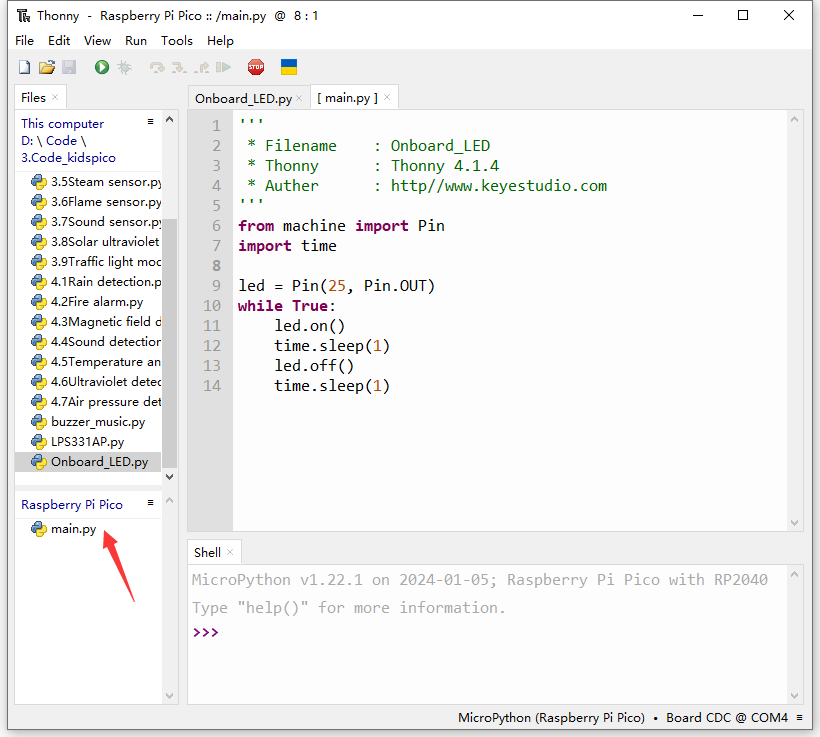 Thonny - Raspberry Pi Pico :: /main.py @ 8 : 1
File Edit View Run Tools Help
STOP
Files ×
This computer
D: \ Code \
3.Code_kidspico
3.5Steam sensor.py
3.6Flame sensor.py
3.7Sound sensor.py
3.8Solar ultraviolet
3.9Traffic light moc
4.1Rain detection.p
4.2Fire alarm.py
4.3Magnetic field d
4.4Sound detection
4.5Temperature an
4.6Ultraviolet detec
4.7Air pressure det
buzzer_music.py
LPS331AP.py
Onboard_LED.py
Raspberry Pi Pico
main.py
Onboard_LED.py × [ main.py ] ×
1 '''
2 * Filename : Onboard_LED
3 * Thonny : Thonny 4.1.4
4 * Auther : http//www.keyestudio.com
5 '''
6 from machine import Pin
7 import time
8
9 led = Pin(25, Pin.OUT)
10 while True:
11 led.on()
12 time.sleep(1)
13 led.off()
14 time.sleep(1)
Shell ×
MicroPython v1.22.1 on 2024-01-05; Raspberry Pi Pico with RP2040
Type "help()" for more information.
>>>
MicroPython (Raspberry Pi Pico) • Board CDC @ COM4 ≡